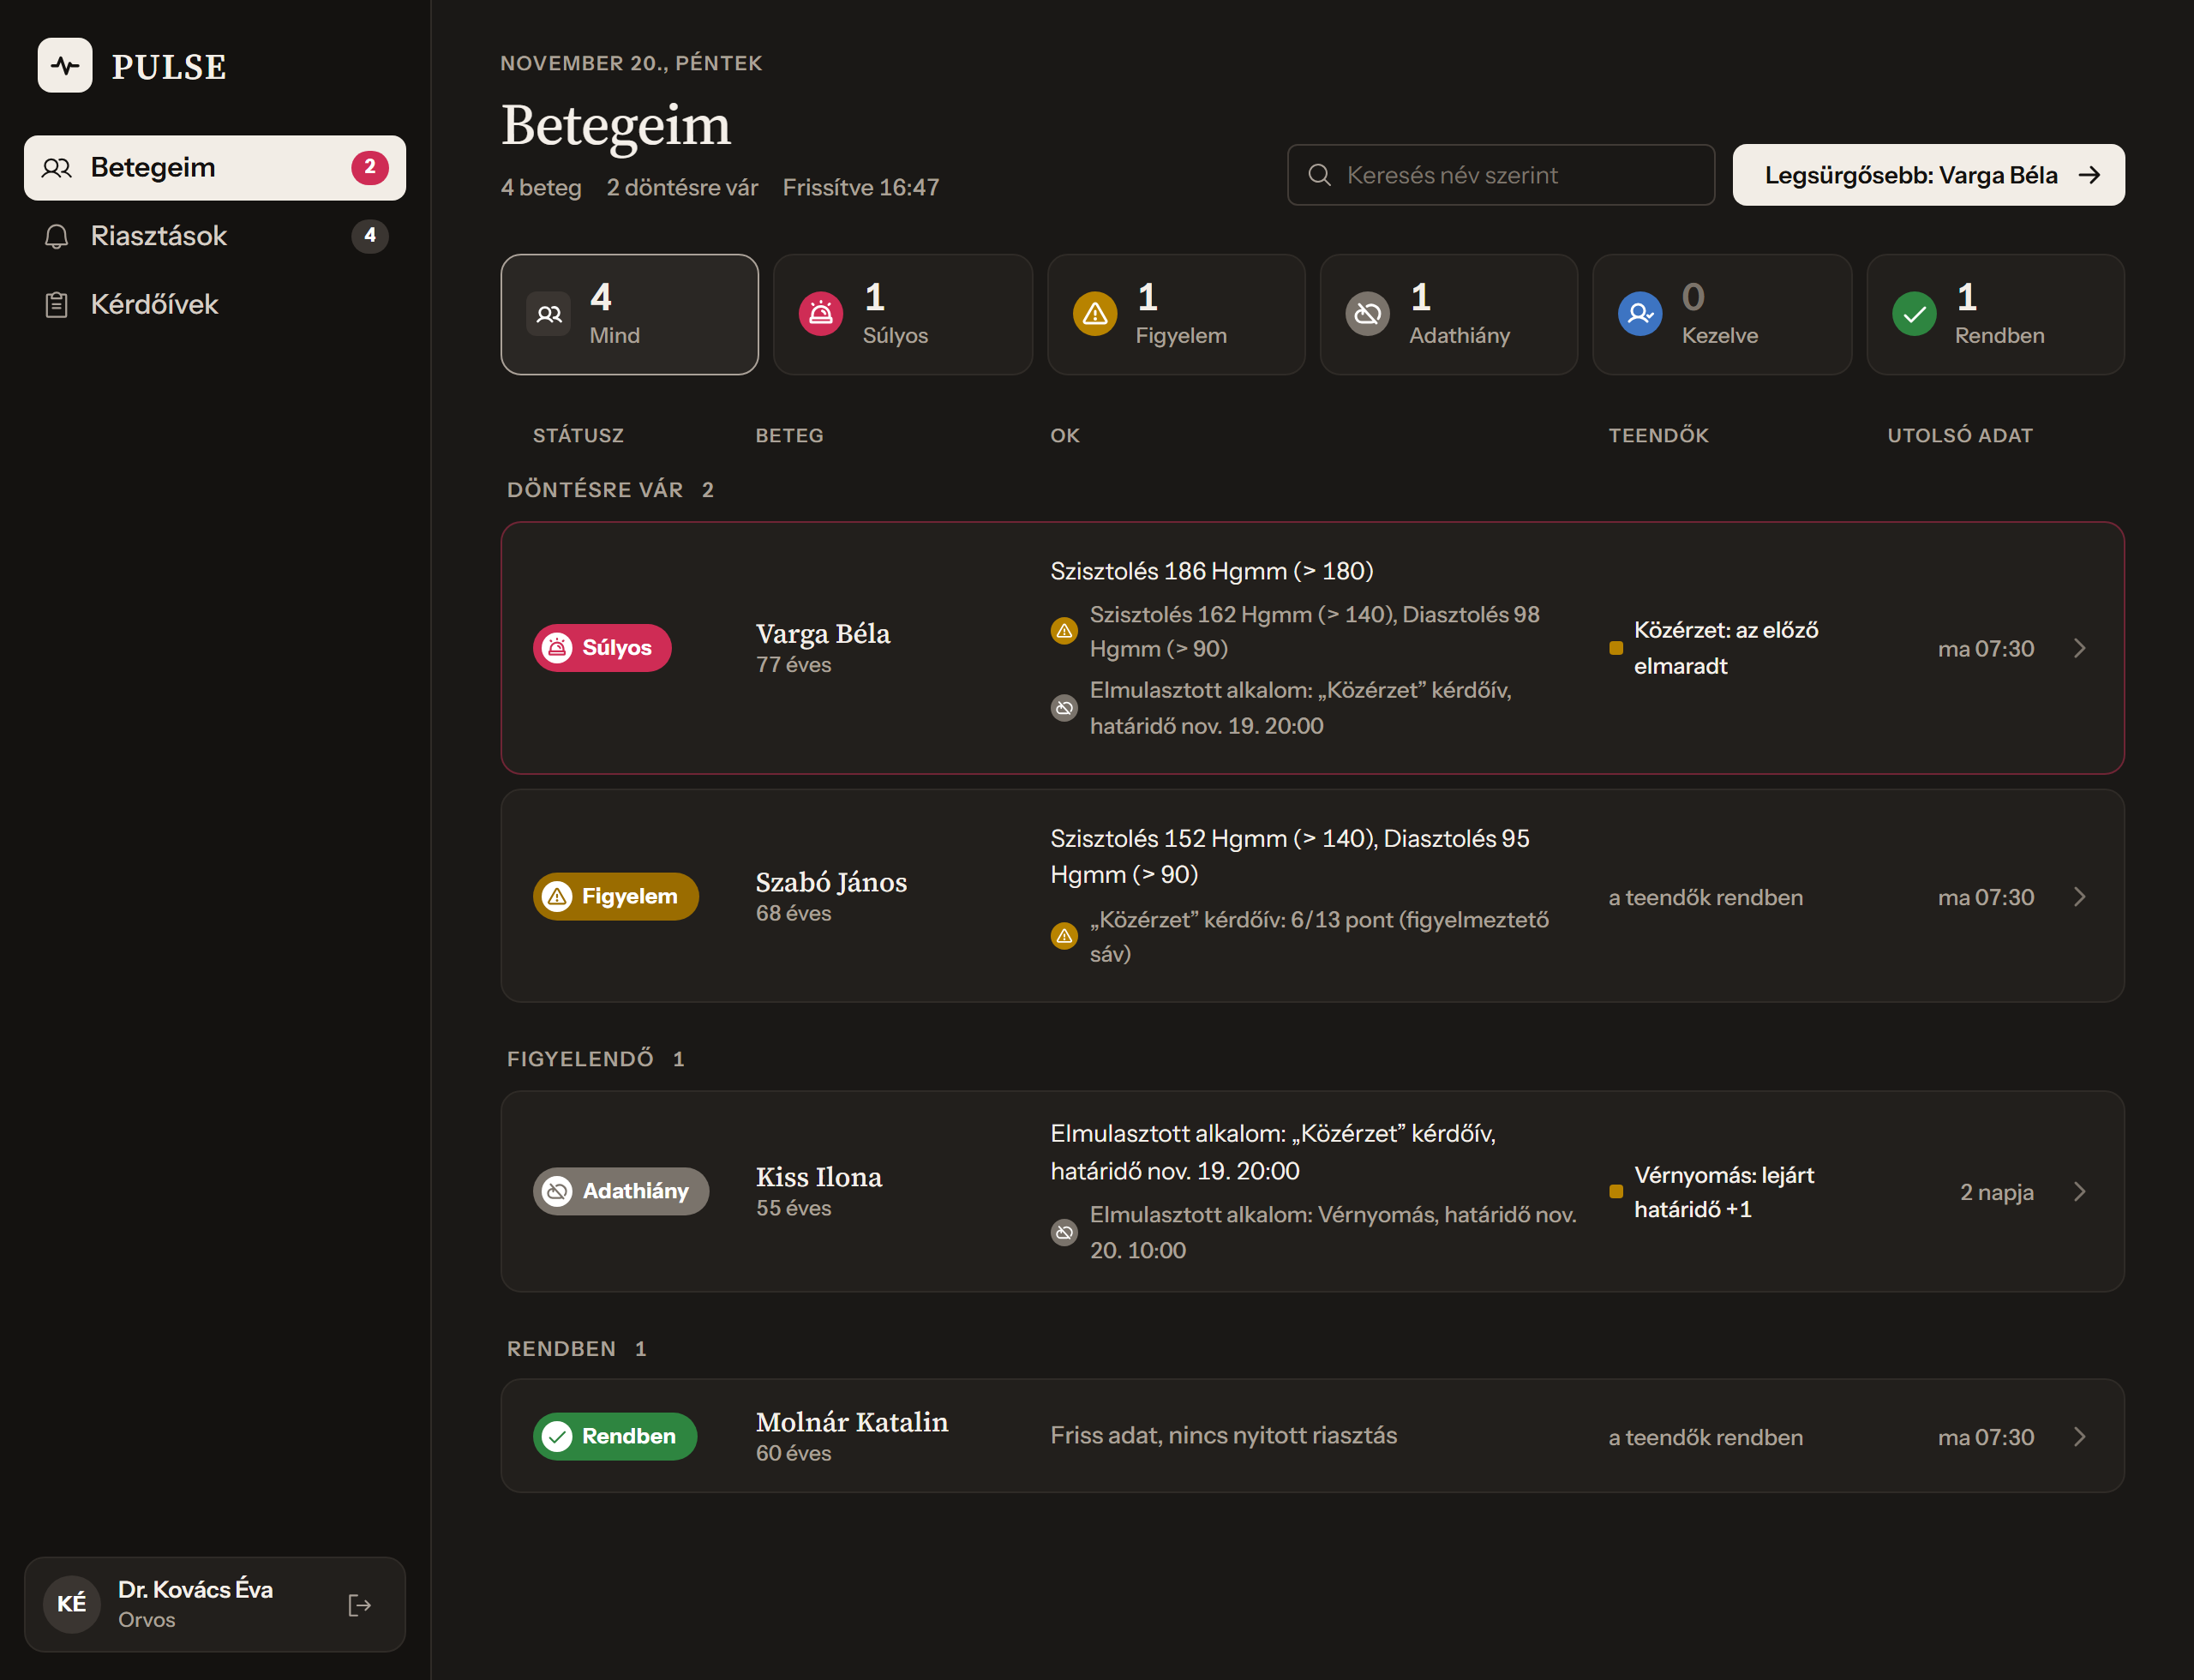 PULSE
Betegeim 2
Riasztások 4
Kérdőívek
NOVEMBER 20., PÉNTEK
Betegeim
4 beteg 2 döntésre vár Frissítve 16:47
Keresés név szerint
Legsürgősebb: Varga Béla
4
Mind
1
Súlyos
1
Figyelem
1
Adathiány
0
Kezelve
1
Rendben
STÁTUSZ BETEG OK TEENDŐK UTOLSÓ ADAT
DÖNTÉSRE VÁR 2
Súlyos
Varga Béla
77 éves
Szisztolés 186 Hgmm (> 180)
Szisztolés 162 Hgmm (> 140), Diasztolés 98
Hgmm (> 90)
Elmulasztott alkalom: „Közérzet” kérdőív,
határidő nov. 19. 20:00
Közérzet: az előző
elmaradt
ma 07:30
Figyelem
Szabó János
68 éves
Szisztolés 152 Hgmm (> 140), Diasztolés 95
Hgmm (> 90)
„Közérzet” kérdőív: 6/13 pont (figyelmeztető
sáv)
a teendők rendben
ma 07:30
FIGYELENDŐ 1
Adathiány
Kiss Ilona
55 éves
Elmulasztott alkalom: „Közérzet” kérdőív,
határidő nov. 19. 20:00
Elmulasztott alkalom: Vérnyomás, határidő nov.
20. 10:00
Vérnyomás: lejárt
határidő +1
2 napja
RENDBEN 1
Rendben
Molnár Katalin
60 éves
Friss adat, nincs nyitott riasztás
a teendők rendben
ma 07:30
KÉ
Dr. Kovács Éva
Orvos